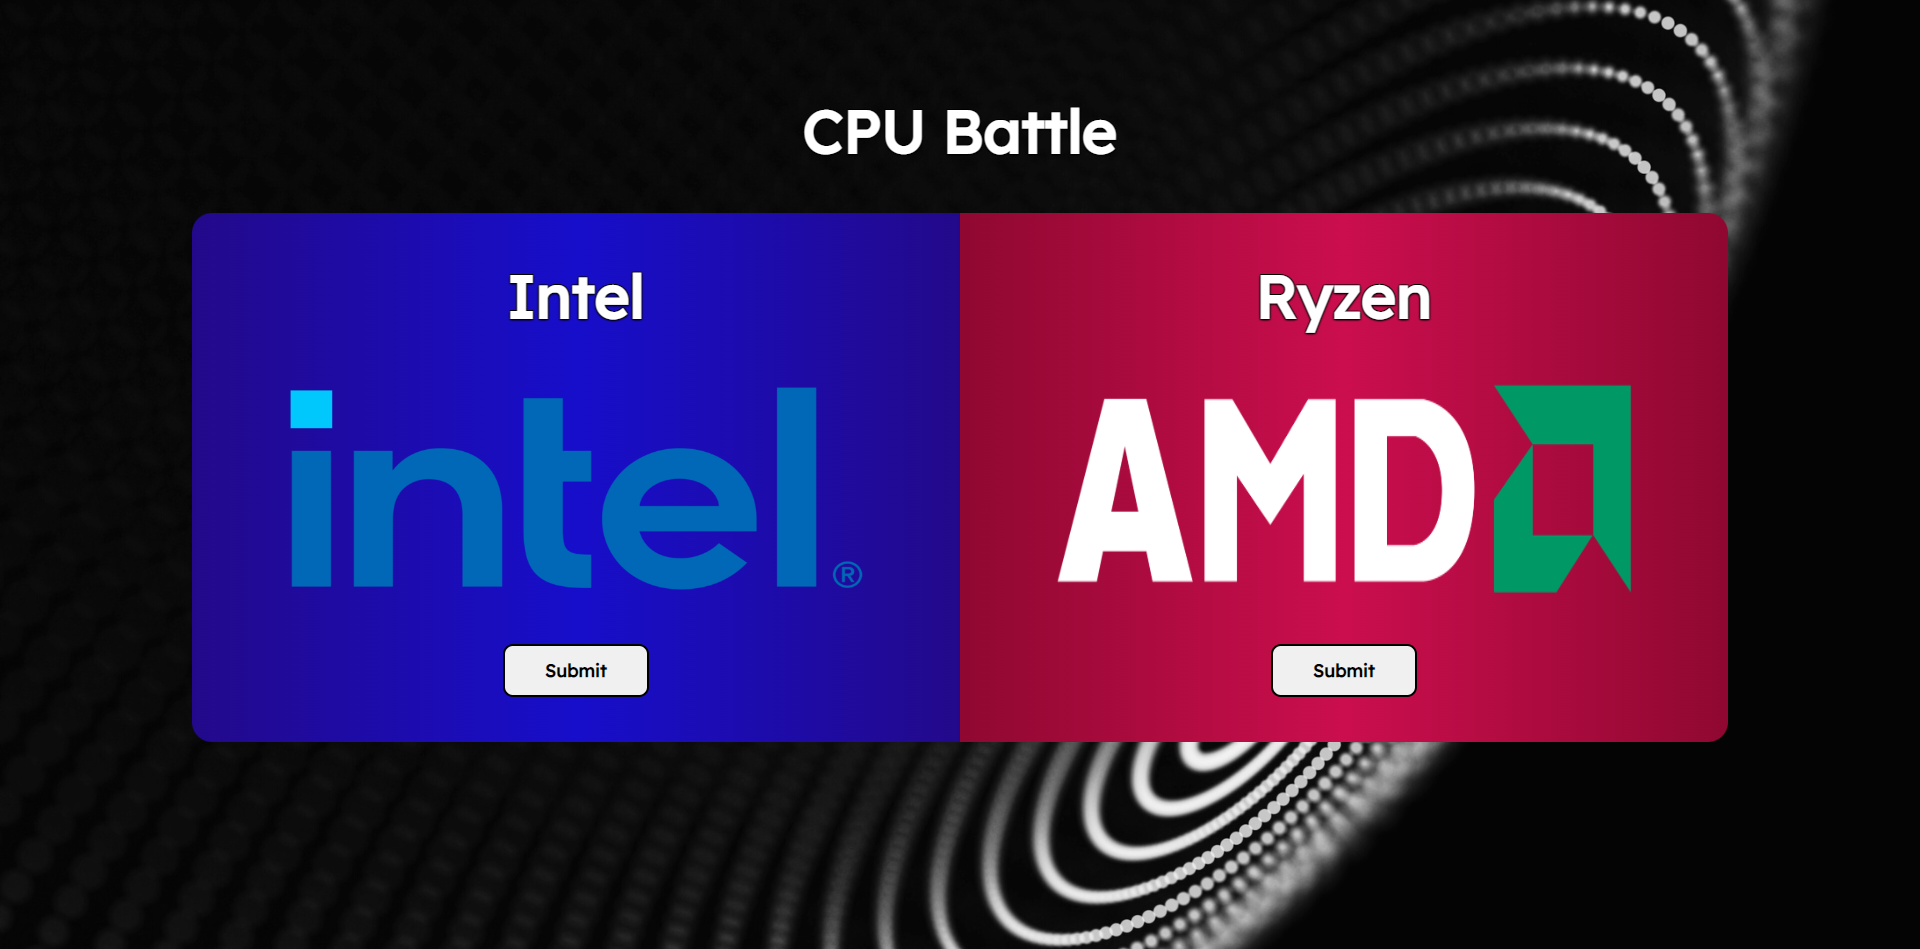 CPU Battle
Intel
intel®
Submit
Ryzen
AMD
Submit